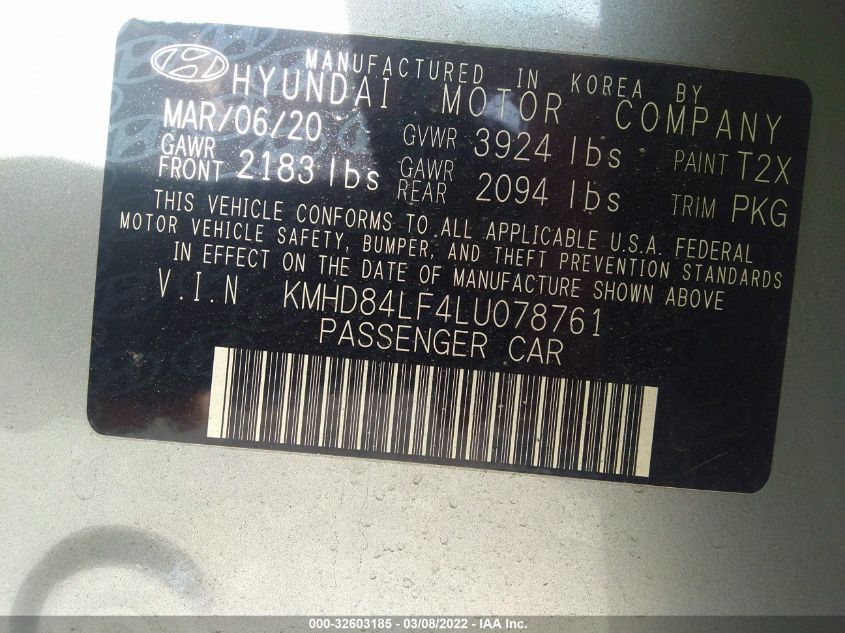 MANUFACTURED IN KOREA BY
HYUNDAI MOTOR COMPANY
MAR/06/20 GVWR 3924 lbs PAINT T2X
GAWR FRONT 2183 lbs GAWR REAR 2094 lbs TRIM PKG
THIS VEHICLE CONFORMS TO ALL APPLICABLE U.S.A. FEDERAL
MOTOR VEHICLE SAFETY, BUMPER, AND THEFT PREVENTION STANDARDS
IN EFFECT ON THE DATE OF MANUFACTURE SHOWN ABOVE
V.I.N KMHD84LF4LU078761
PASSENGER CAR
000-32603185 - 03/08/2022 - IAA Inc.